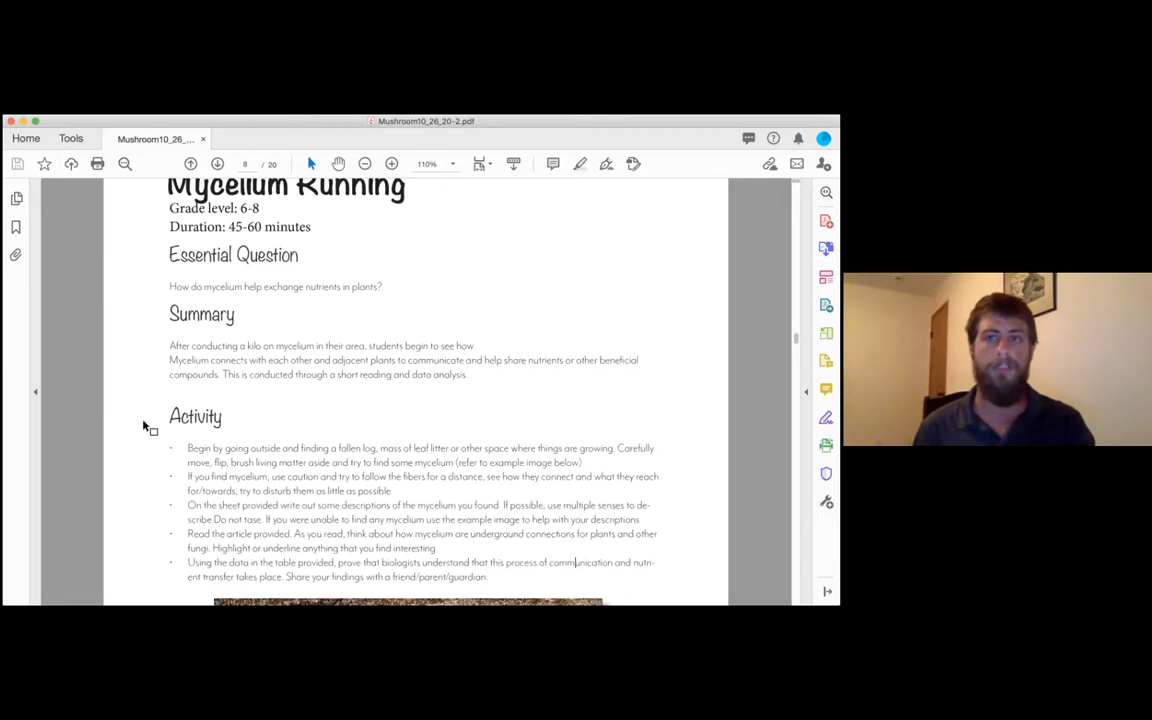 Mushroom10_26_20-2.pdf
Home
Tools
Mushroom10_26_...
8 / 20
110%
Mycelium Running
Grade level: 6-8
Duration: 45-60 minutes
Essential Question
How do mycelium help exchange nutrients in plants?
Summary
After conducting a kilo on mycelium in their area, students begin to see how
Mycelium connects with each other and adjacent plants to communicate and help share nutrients or other beneficial
compounds. This is conducted through a short reading and data analysis.
Activity
· Begin by going outside and finding a fallen log, mass of leaf litter or other space where things are growing. Carefully
move, flip, brush living matter aside and try to find some mycelium (refer to example image below)
· If you find mycelium, use caution and try to follow the fibers for a distance, see how they connect and what they reach
for/towards, try to disturb them as little as possible
· On the sheet provided write out some descriptions of the mycelium you found. If possible, use multiple senses to de-
scribe Do not tase. If you were unable to find any mycelium use the example image to help with your descriptions
· Read the article provided. As you read, think about how mycelium are underground connections for plants and other
fungi. Highlight or underline anything that you find interesting
· Using the data in the table provided, prove that biologists understand that this process of communication and nutri-
ent transfer takes place. Share your findings with a friend/parent/guardian.